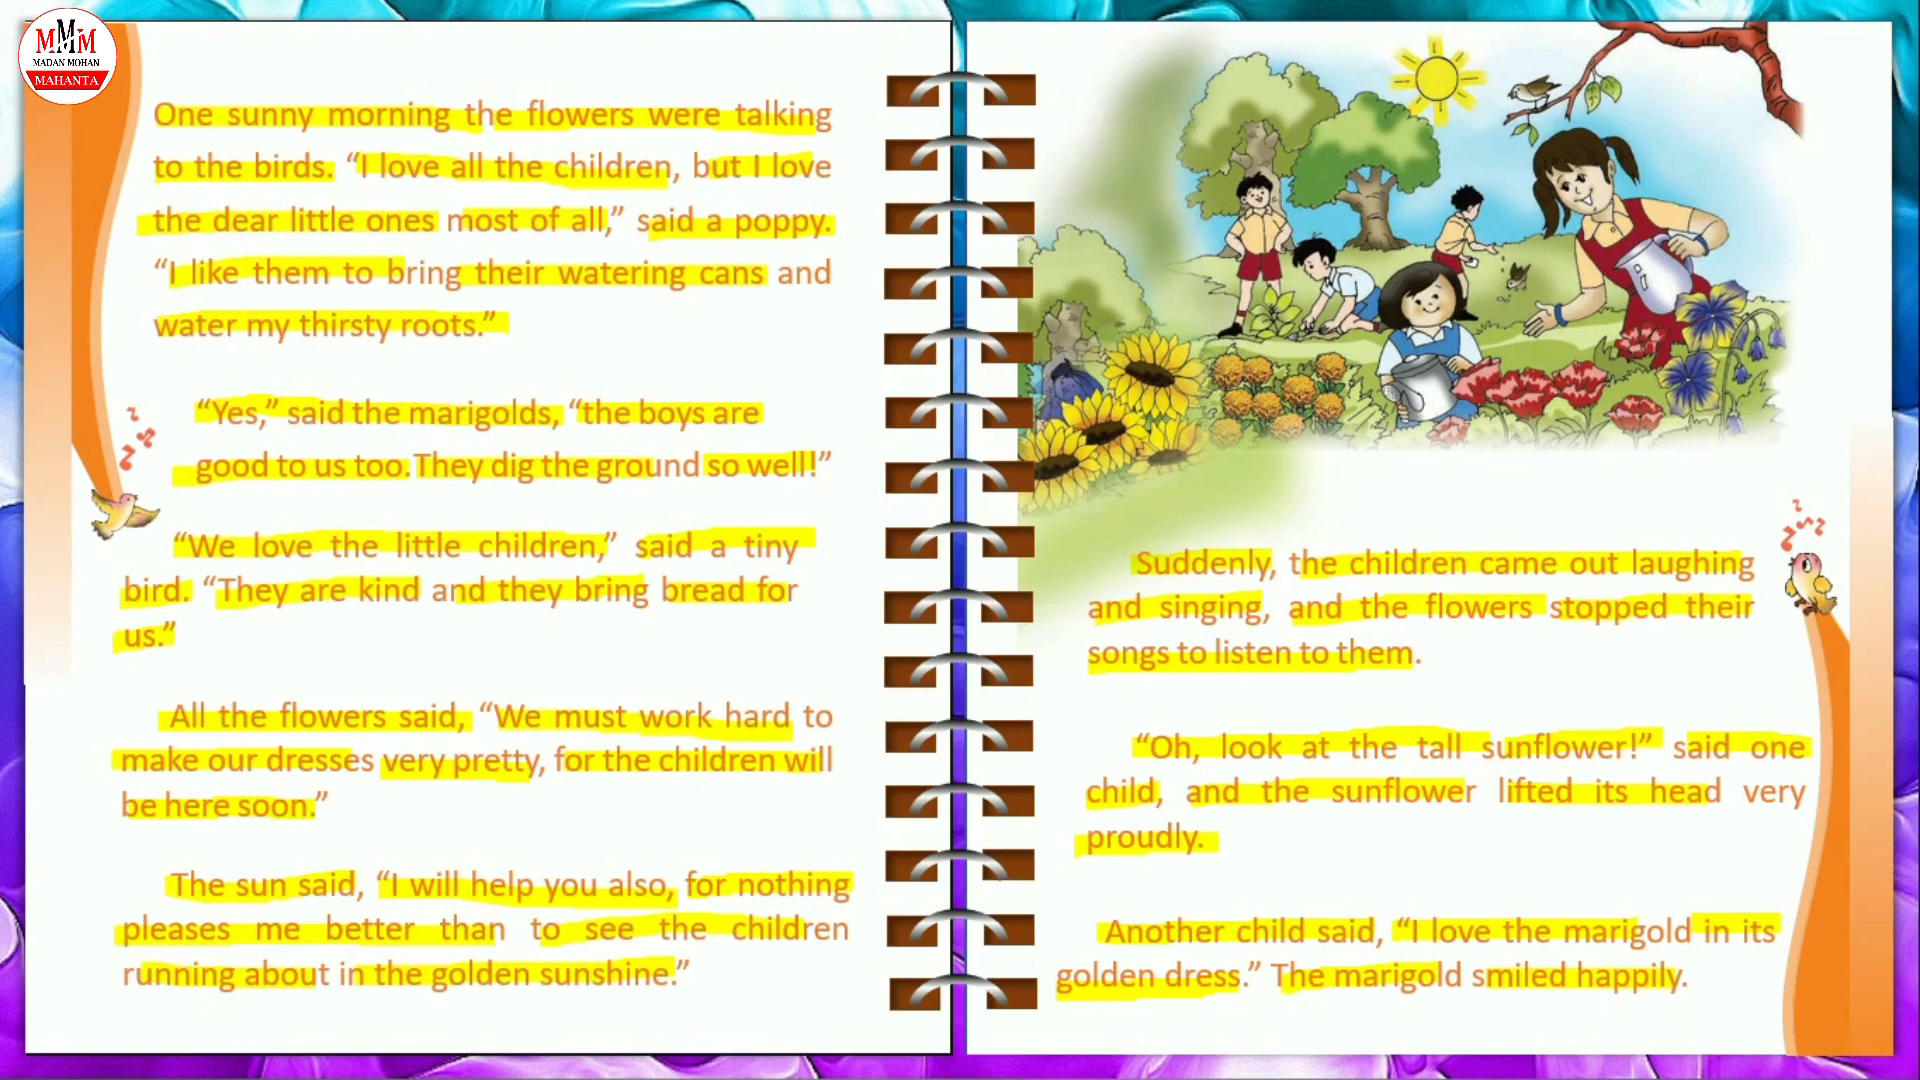 MMM
MADAN MOHAN
MAHANTA
One sunny morning the flowers were talking
to the birds. “I love all the children, but I love
the dear little ones most of all,” said a poppy.
“I like them to bring their watering cans and
water my thirsty roots.”
“Yes,” said the marigolds, “the boys are
good to us too. They dig the ground so well!”
“We love the little children,” said a tiny
bird. “They are kind and they bring bread for
us.”
All the flowers said, “We must work hard to
make our dresses very pretty, for the children will
be here soon.”
The sun said, “I will help you also, for nothing
pleases me better than to see the children
running about in the golden sunshine.”
Suddenly, the children came out laughing
and singing, and the flowers stopped their
songs to listen to them.
“Oh, look at the tall sunflower!” said one
child, and the sunflower lifted its head very
proudly.
Another child said, “I love the marigold in its
golden dress.” The marigold smiled happily.